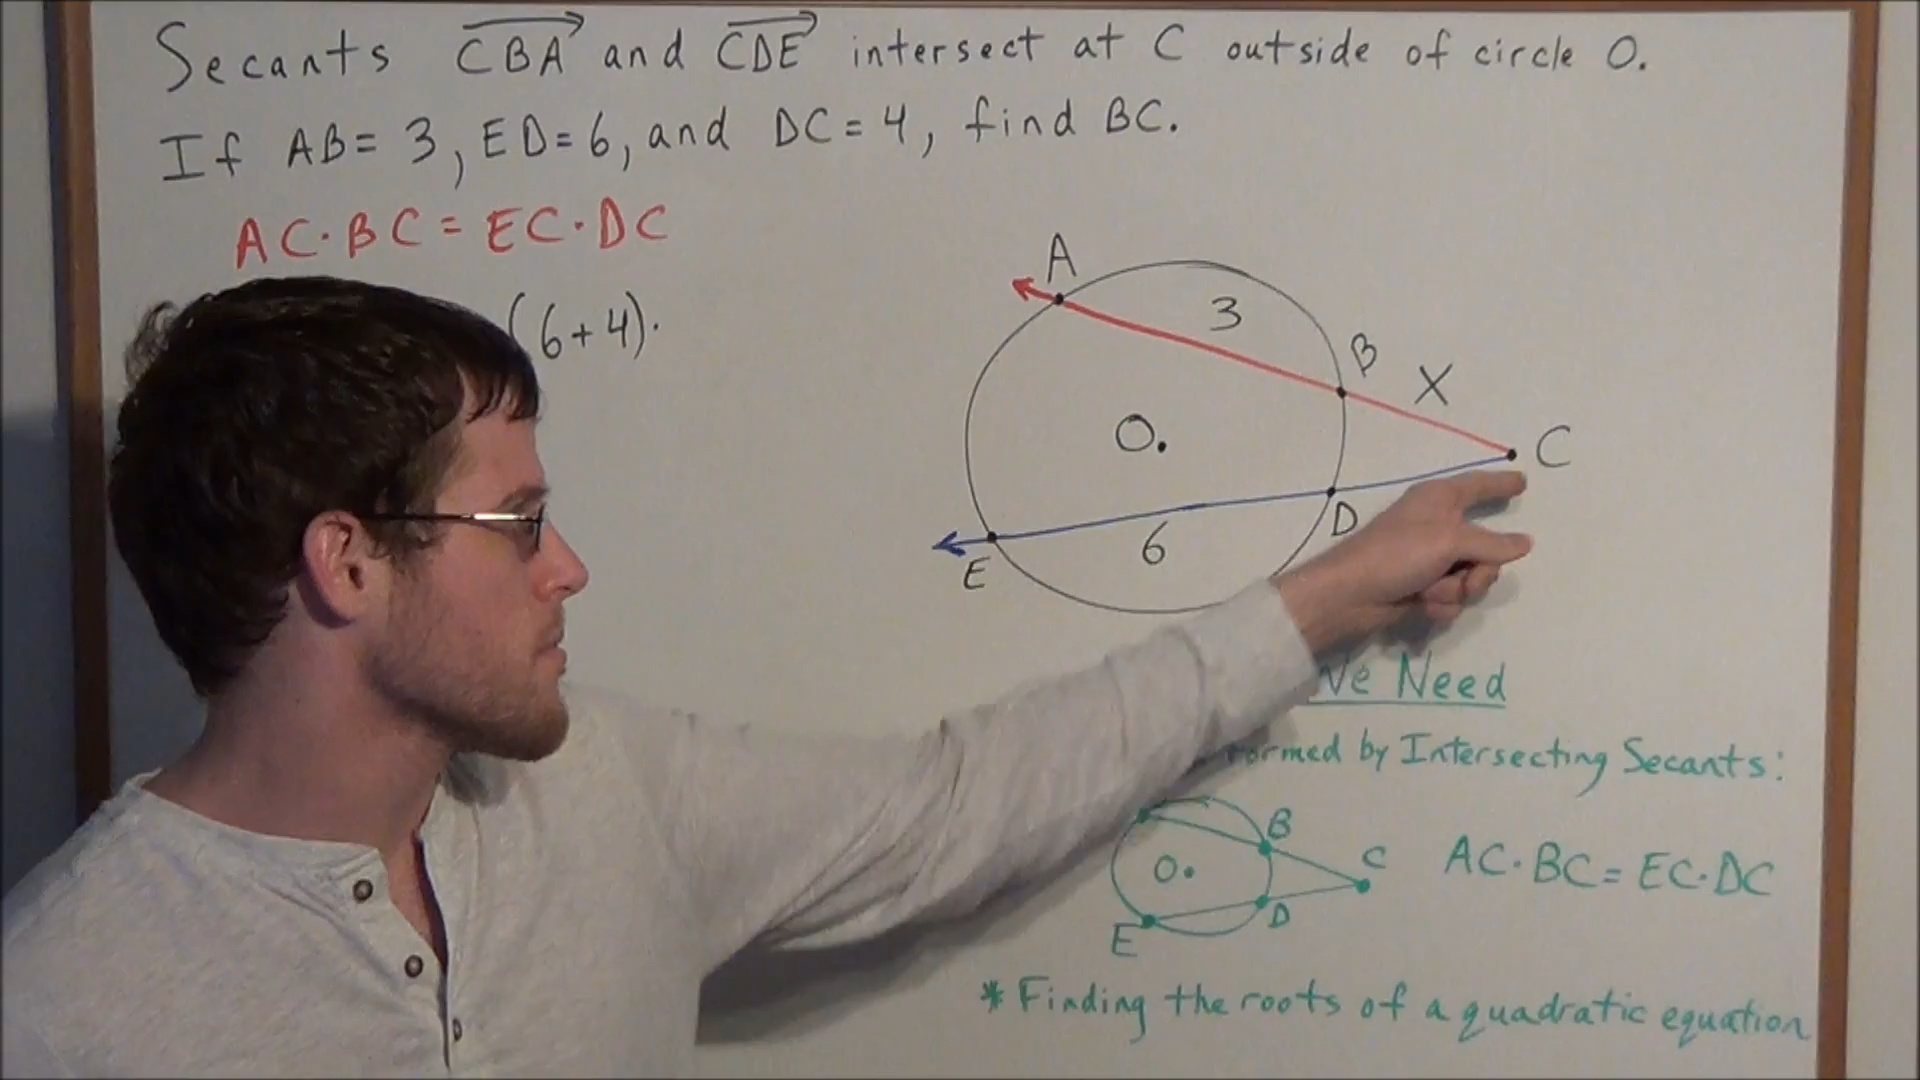 Secants CBA and CDE intersect at C outside of circle O.
If AB = 3, ED = 6, and DC = 4, find BC.
AC·BC = EC·DC
(6+4)·
A
3
B
X
O.
C
D
6
E
We Need
formed by Intersecting Secants:
B
O.
C
AC·BC = EC·DC
D
E
* Finding the roots of a quadratic equation